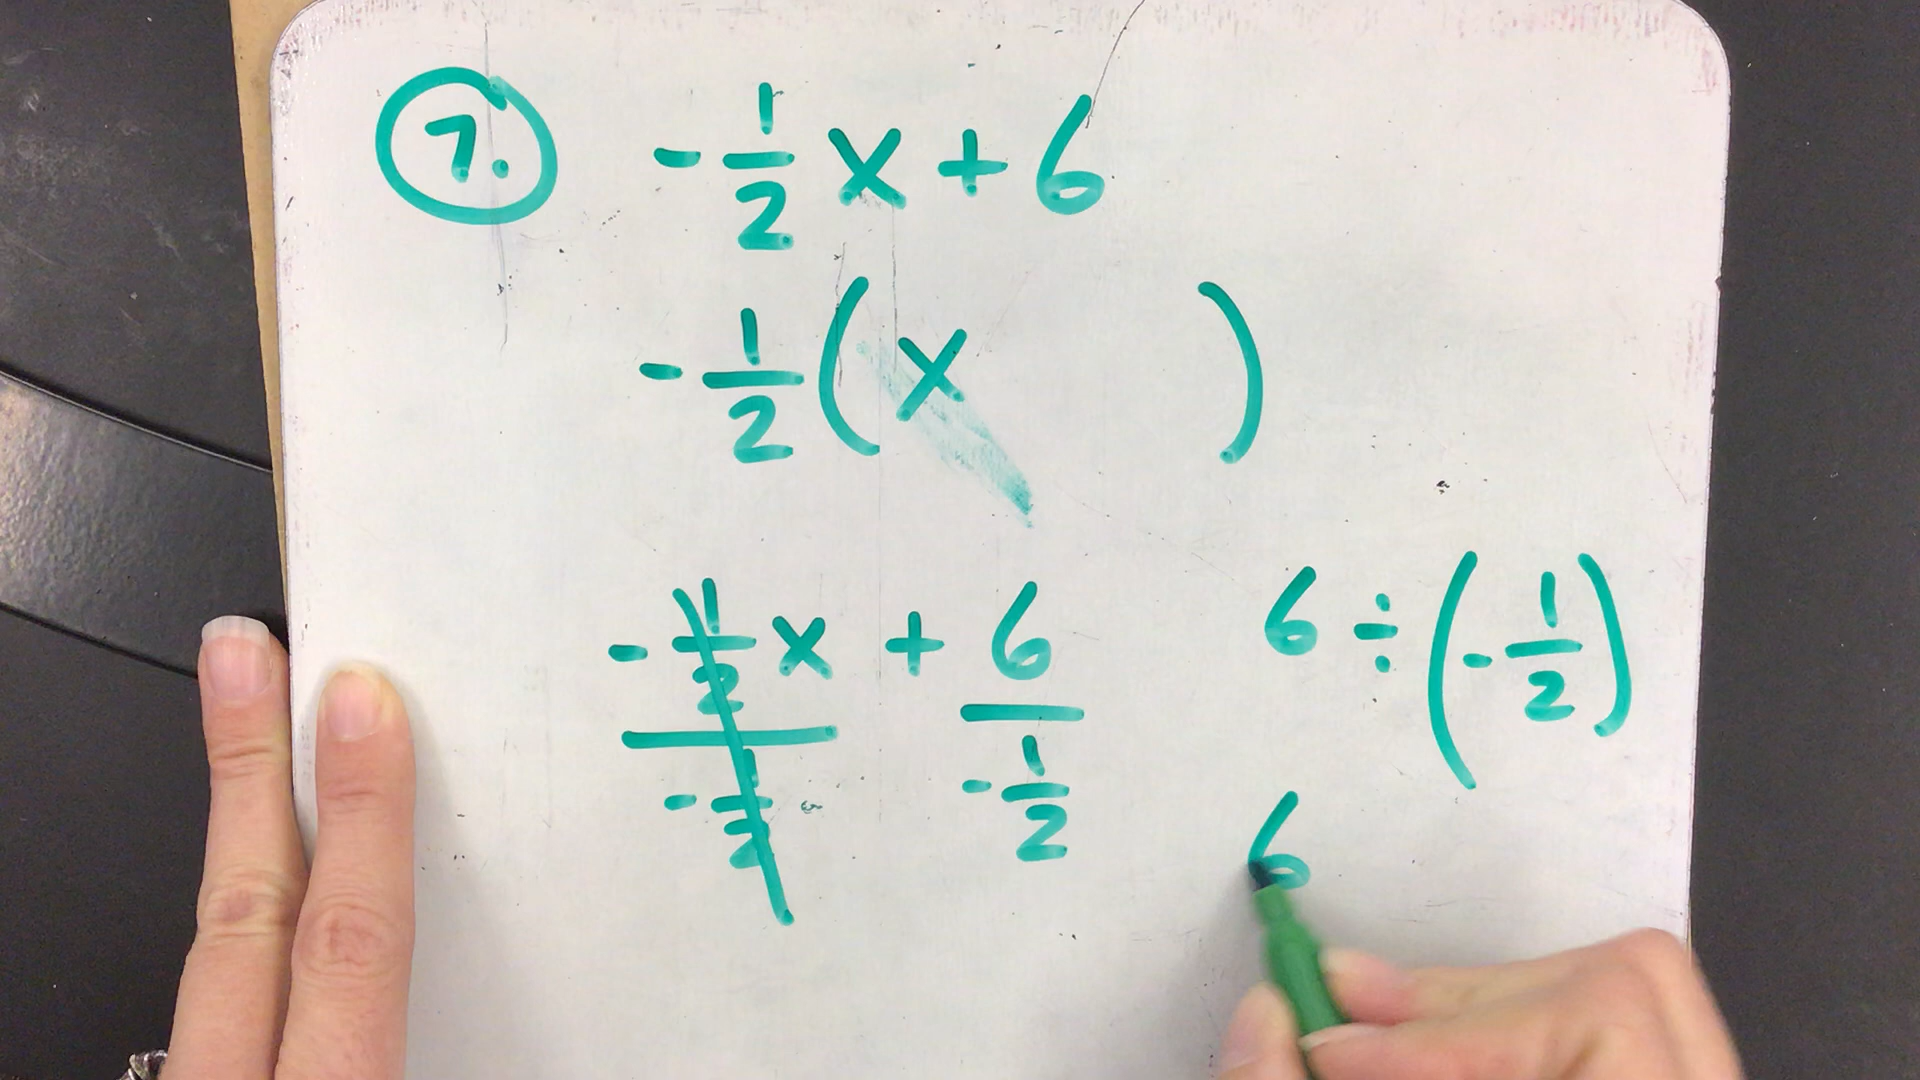 7. -1/2 x + 6
-1/2 ( x )
-1/2 x + 6 6 ÷ (-1/2)
-1/2 -1/2
6